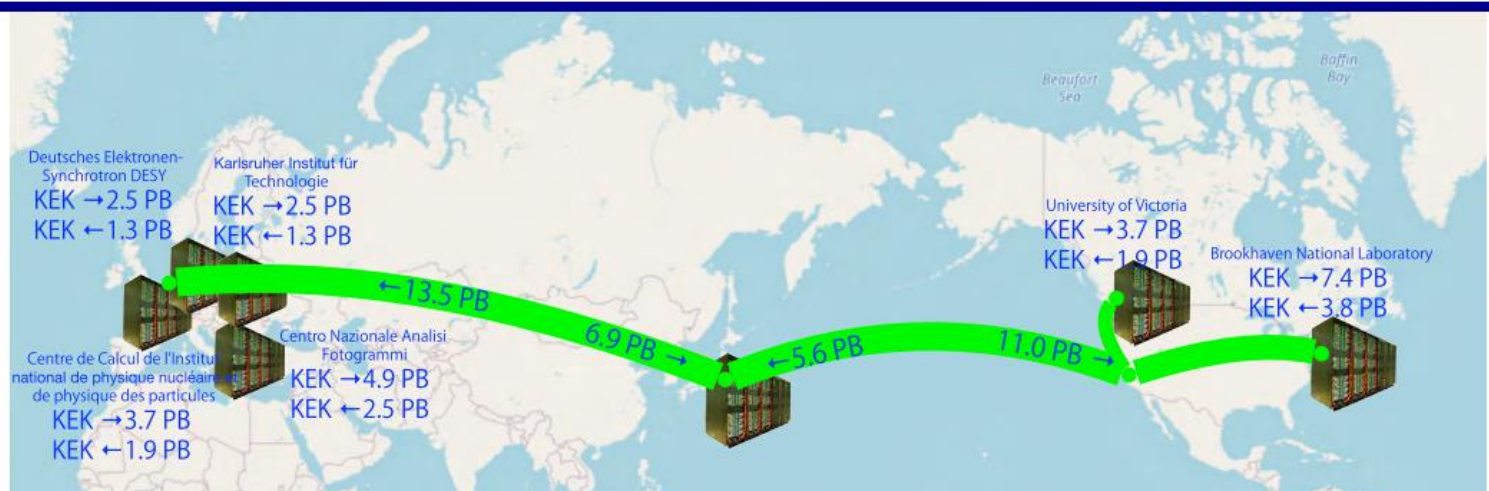 Beaufort
Sea
Baffin
Bay
Deutsches Elektronen-
Synchrotron DESY
KEK →2.5 PB
KEK ←1.3 PB
Karlsruher Institut für
Technologie
KEK →2.5 PB
KEK ←1.3 PB
University of Victoria
KEK →3.7 PB
KEK ←1.9 PB
Brookhaven National Laboratory
KEK →7.4 PB
KEK ←3.8 PB
←13.5 PB
6.9 PB →
←5.6 PB
11.0 PB →
Centro Nazionale Analisi
Fotogrammi
KEK →4.9 PB
KEK ←2.5 PB
Centre de Calcul de l'Institut
national de physique nucléaire et
de physique des particules
KEK →3.7 PB
KEK ←1.9 PB